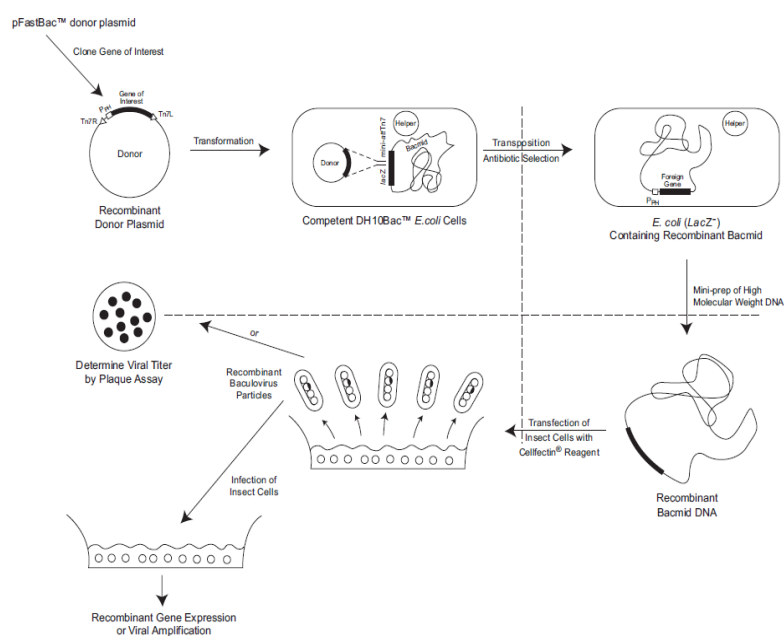 pFastBac™ donor plasmid
Clone Gene of Interest
Gene of
Interest
PPH
Tn7R
Tn7L
Donor
Recombinant
Donor Plasmid
Transformation
Helper
Donor
mini-attTn7
lacZ
Bacmid
Competent DH10Bac™ E.coli Cells
Transposition
Antibiotic Selection
Helper
Foreign
Gene
PPH
E. coli (LacZ-)
Containing Recombinant Bacmid
Mini-prep of High
Molecular Weight DNA
Determine Viral Titer
by Plaque Assay
or
Recombinant
Baculovirus
Particles
Transfection of
Insect Cells with
Cellfectin® Reagent
Recombinant
Bacmid DNA
Infection of
Insect Cells
Recombinant Gene Expression
or Viral Amplification